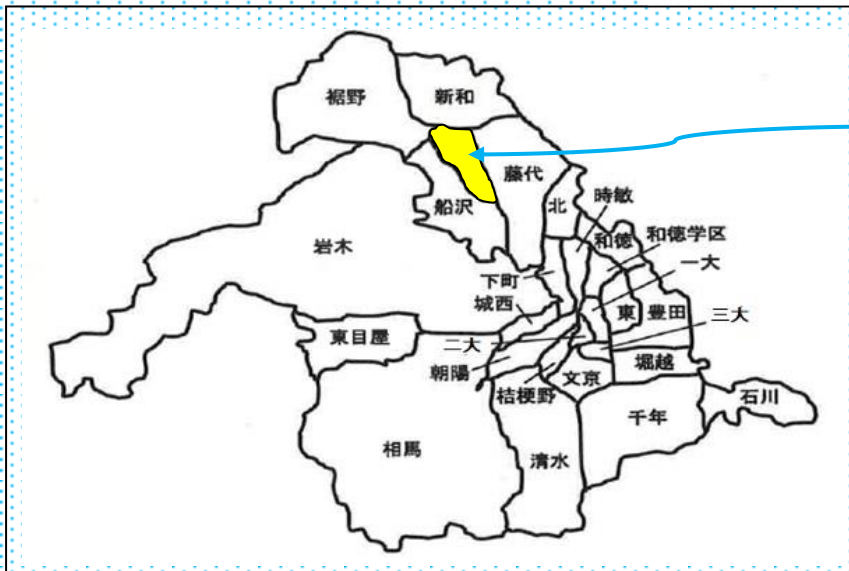 裾野
新和
藤代
船沢
北
時敏
和徳
和徳学区
岩木
下町
一大
城西
東
豊田
三大
東目屋
二大
朝陽
堀越
文京
桔梗野
石川
千年
相馬
清水